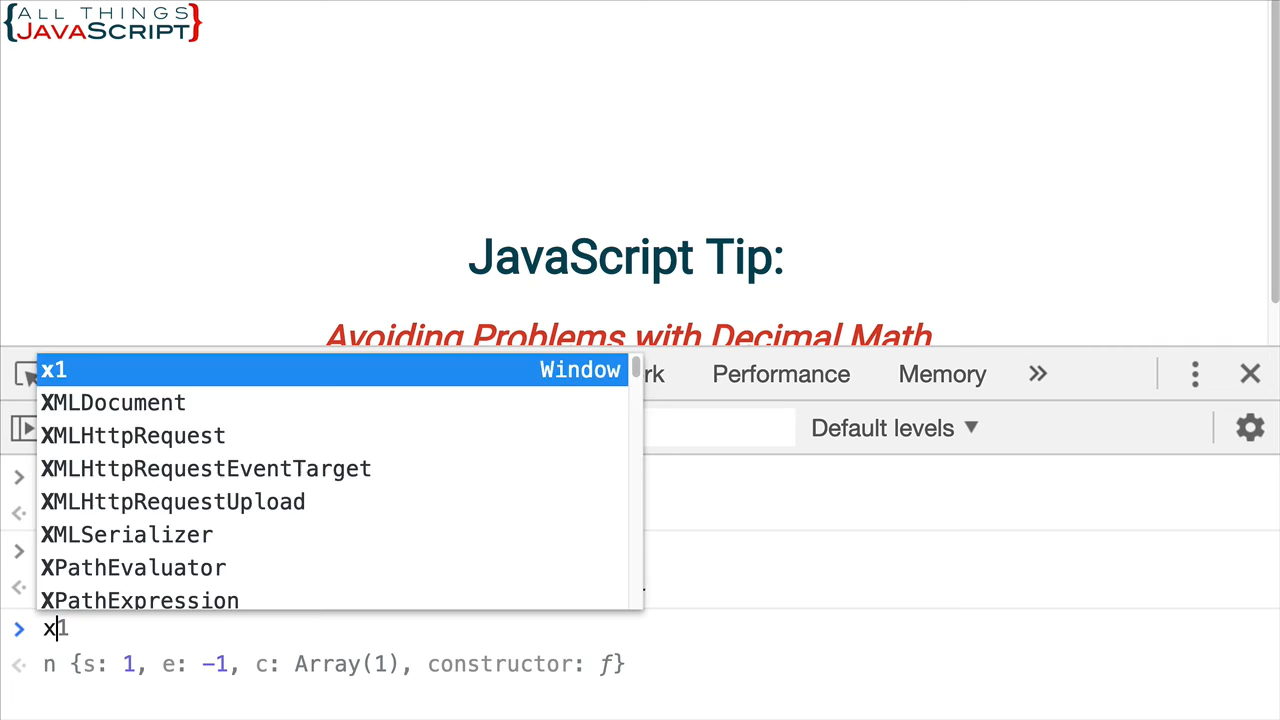 {ALL THINGS
JAVASCRIPT}
JavaScript Tip:
Avoiding Problems with Decimal Math
x1 Window
rk Performance Memory »
XMLDocument
XMLHttpRequest
Default levels ▼
XMLHttpRequestEventTarget
XMLHttpRequestUpload
XMLSerializer
XPathEvaluator
XPathExpression
> x1
n {s: 1, e: -1, c: Array(1), constructor: ƒ}